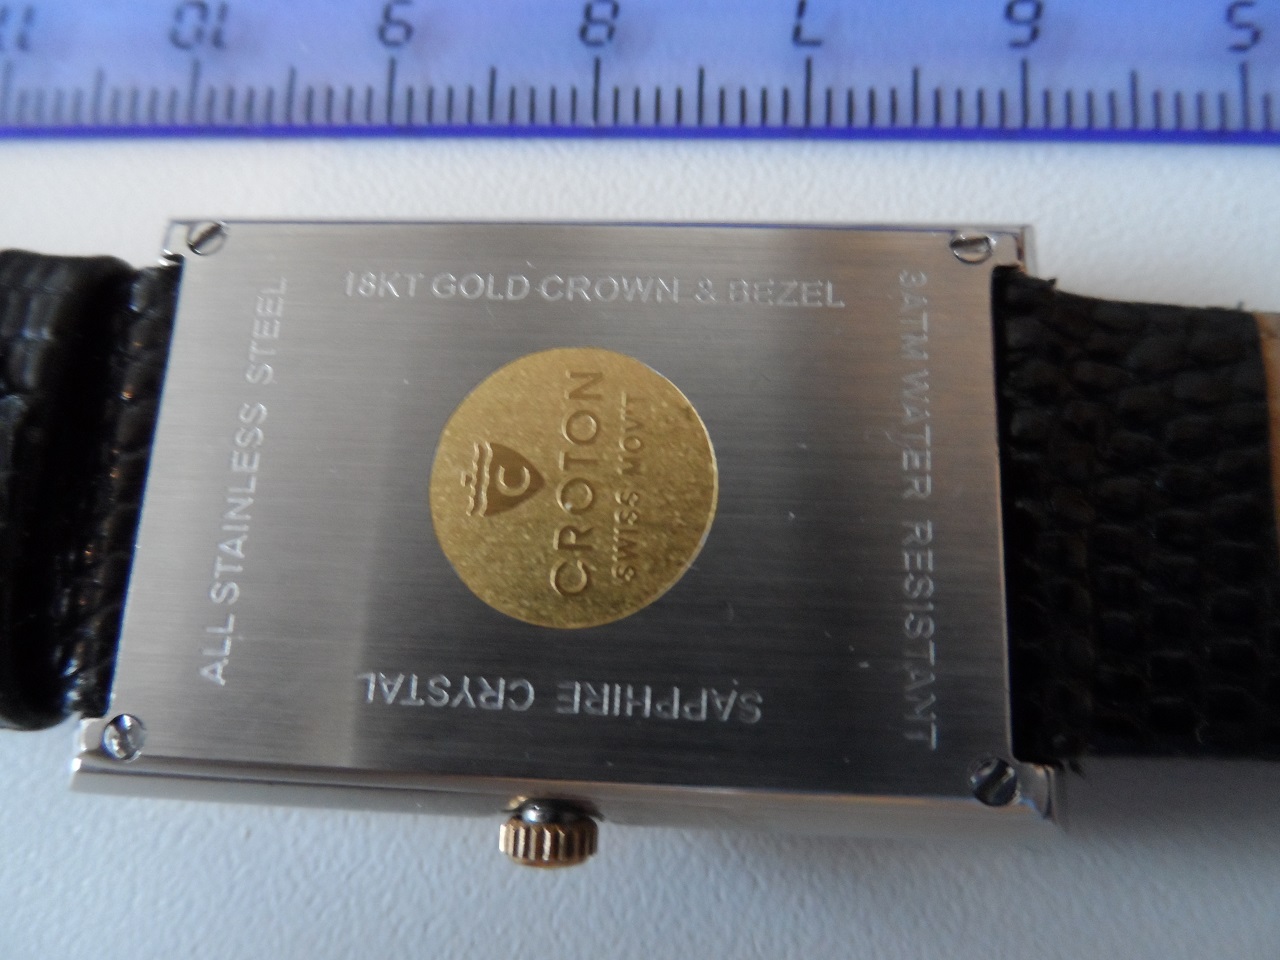 11 10 9 8 7 6 5
18KT GOLD CROWN & BEZEL
3ATM WATER RESISTANT
SAPPHIRE CRYSTAL
ALL STAINLESS STEEL
C
CROTON
SWISS MOV'T